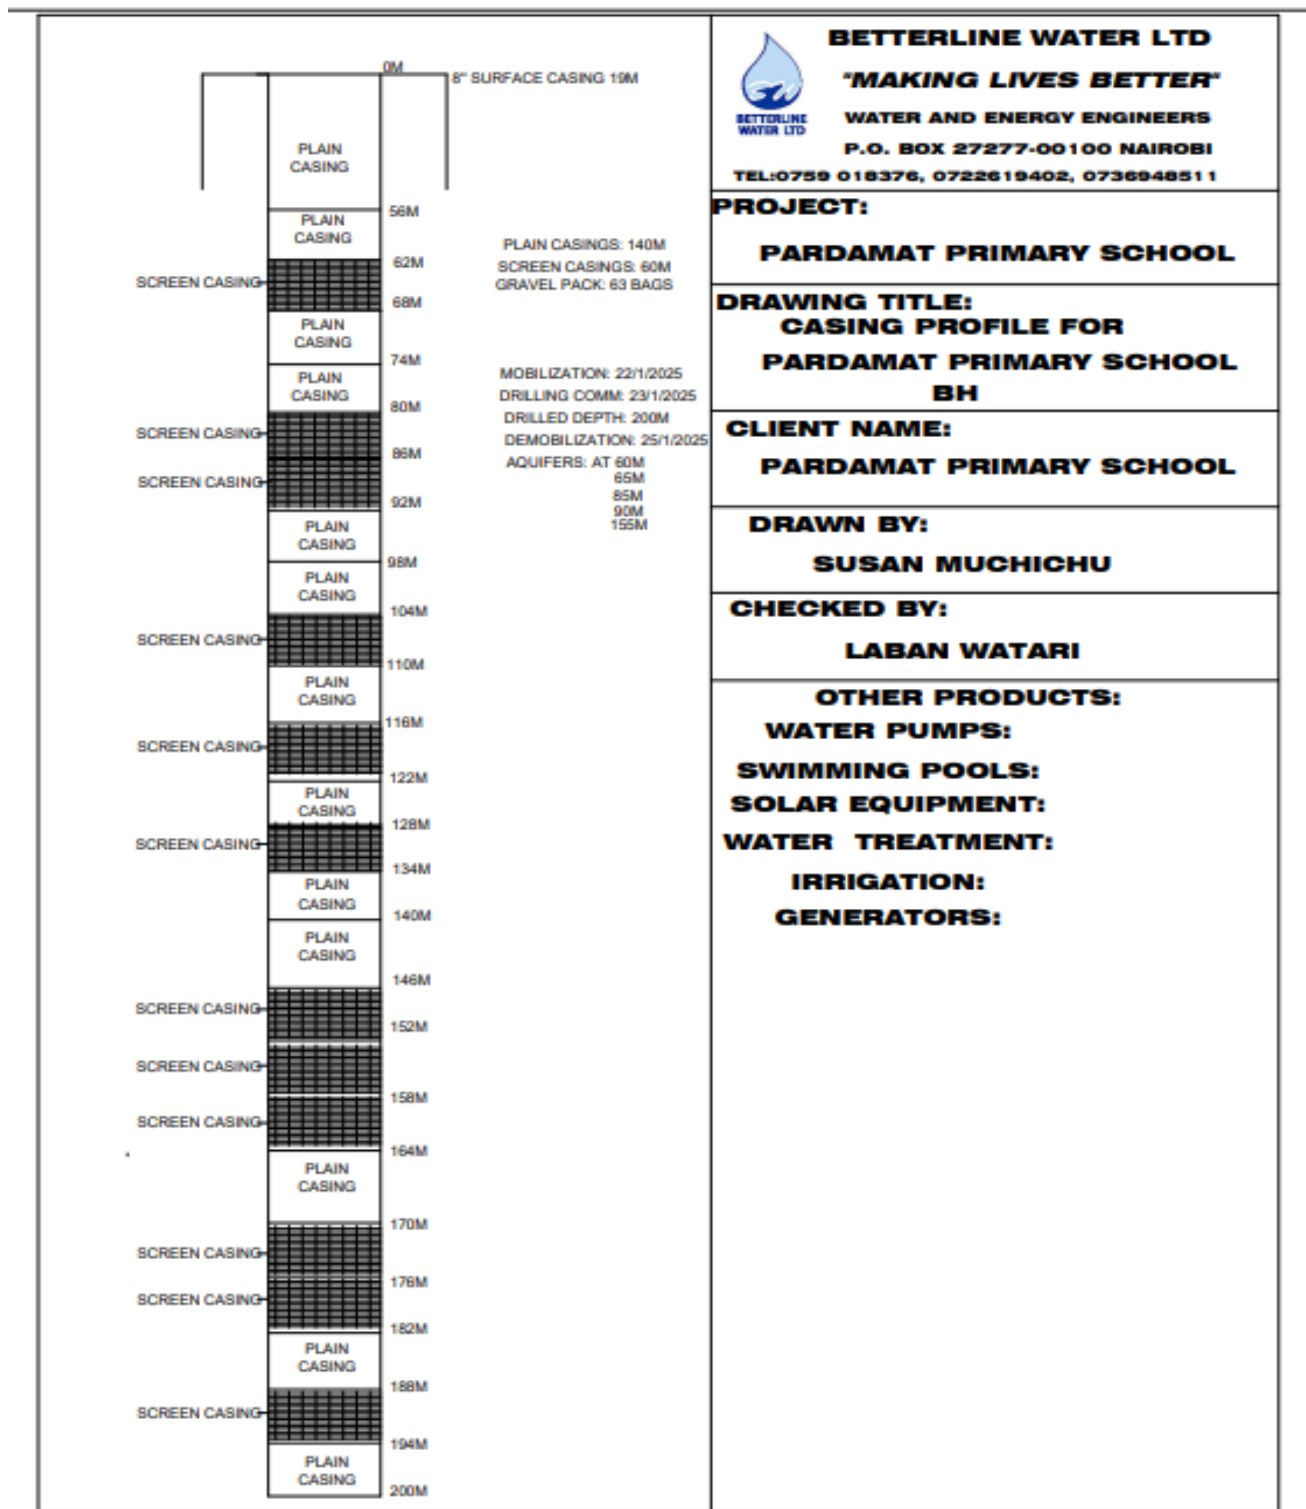 0M
8" SURFACE CASING 19M
PLAIN
CASING
56M
PLAIN
CASING
62M
SCREEN CASING
68M
PLAIN
CASING
74M
PLAIN
CASING
80M
SCREEN CASING
86M
SCREEN CASING
92M
PLAIN
CASING
98M
PLAIN
CASING
104M
SCREEN CASING
110M
PLAIN
CASING
116M
SCREEN CASING
122M
PLAIN
CASING
128M
SCREEN CASING
134M
PLAIN
CASING
140M
PLAIN
CASING
146M
SCREEN CASING
152M
SCREEN CASING
158M
SCREEN CASING
164M
PLAIN
CASING
170M
SCREEN CASING
176M
SCREEN CASING
182M
PLAIN
CASING
188M
SCREEN CASING
194M
PLAIN
CASING
200M
PLAIN CASINGS: 140M
SCREEN CASINGS: 60M
GRAVEL PACK: 63 BAGS
MOBILIZATION: 22/1/2025
DRILLING COMM: 23/1/2025
DRILLED DEPTH: 200M
DEMOBILIZATION: 25/1/2025
AQUIFERS: AT 60M
65M
85M
90M
155M
BW
BETTERLINE
WATER LTD
BETTERLINE WATER LTD
"MAKING LIVES BETTER"
WATER AND ENERGY ENGINEERS
P.O. BOX 27277-00100 NAIROBI
TEL:0759 018376, 0722619402, 0736948511
PROJECT:
PARDAMAT PRIMARY SCHOOL
DRAWING TITLE:
CASING PROFILE FOR
PARDAMAT PRIMARY SCHOOL
BH
CLIENT NAME:
PARDAMAT PRIMARY SCHOOL
DRAWN BY:
SUSAN MUCHICHU
CHECKED BY:
LABAN WATARI
OTHER PRODUCTS:
WATER PUMPS:
SWIMMING POOLS:
SOLAR EQUIPMENT:
WATER TREATMENT:
IRRIGATION:
GENERATORS: